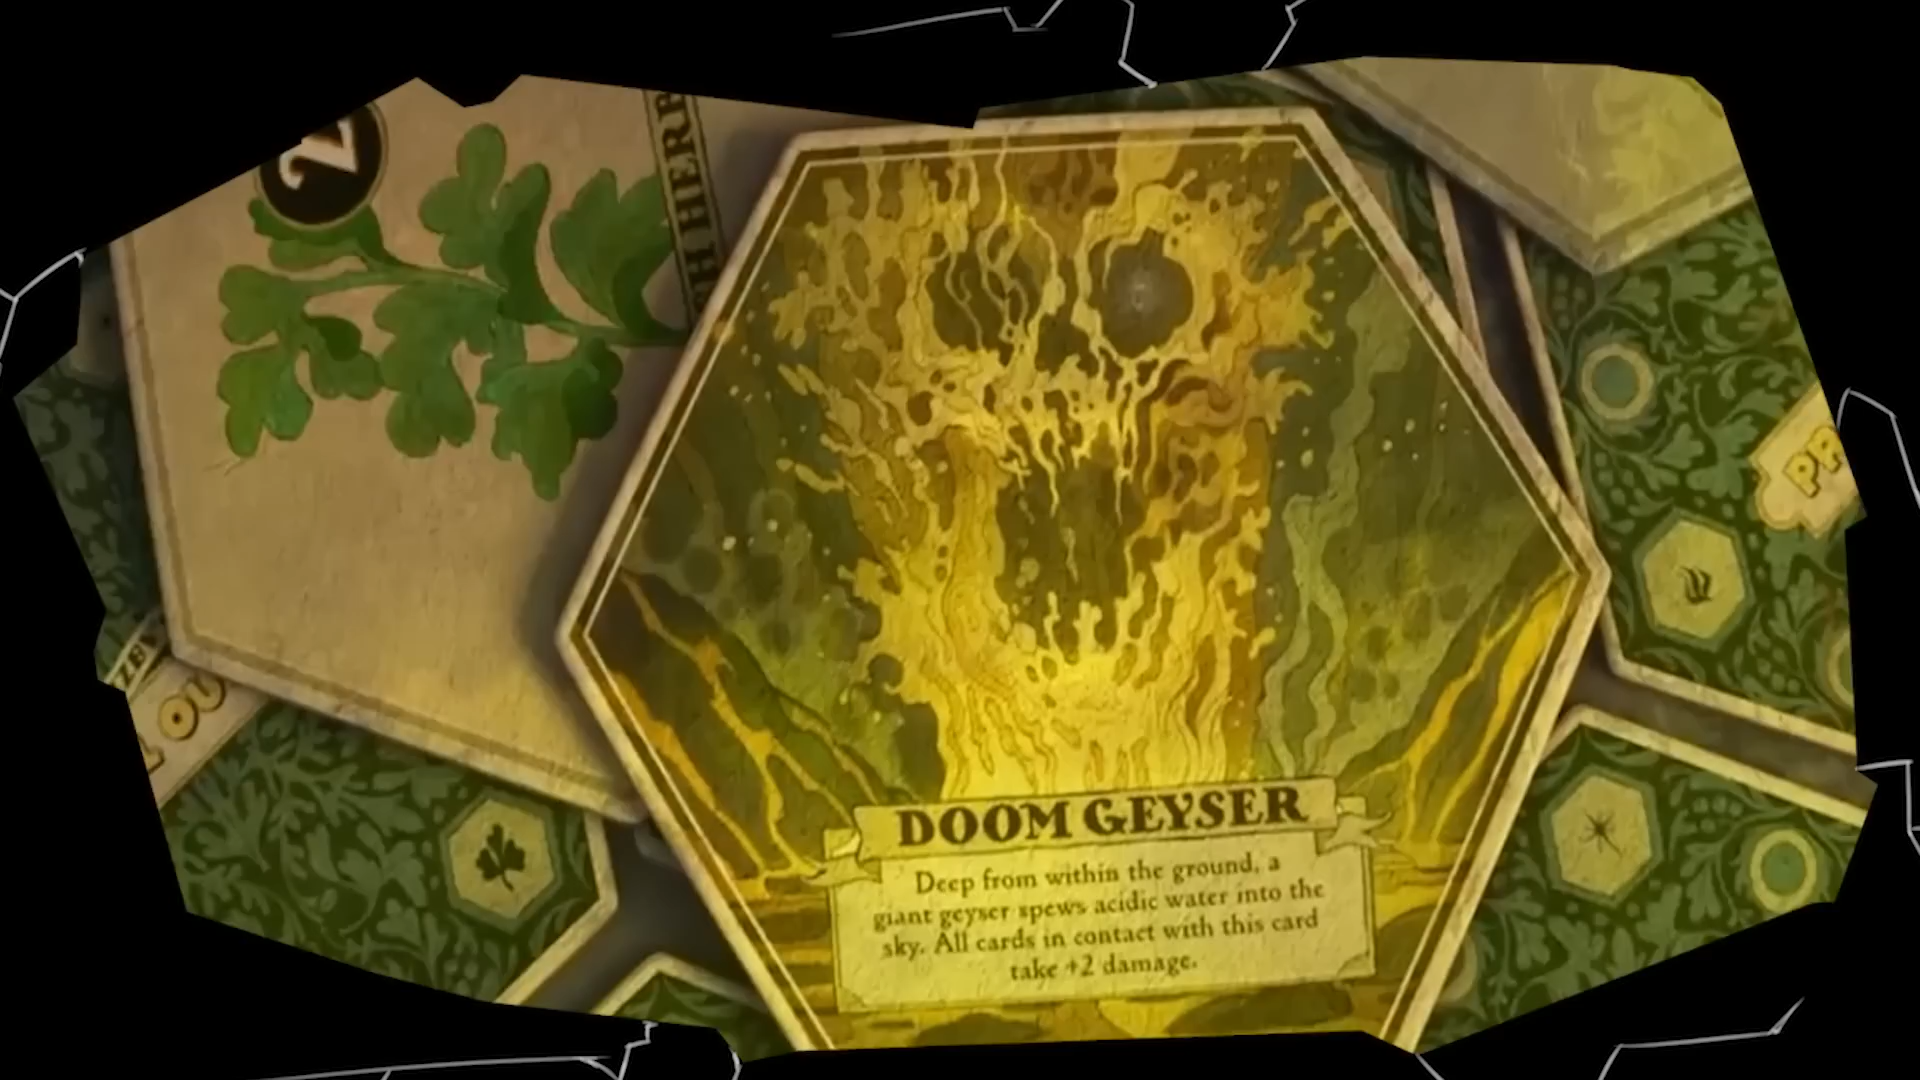 2
DOOM GEYSER
Deep from within the ground, a
giant geyser spews acidic water into the
sky. All cards in contact with this card
take +2 damage.